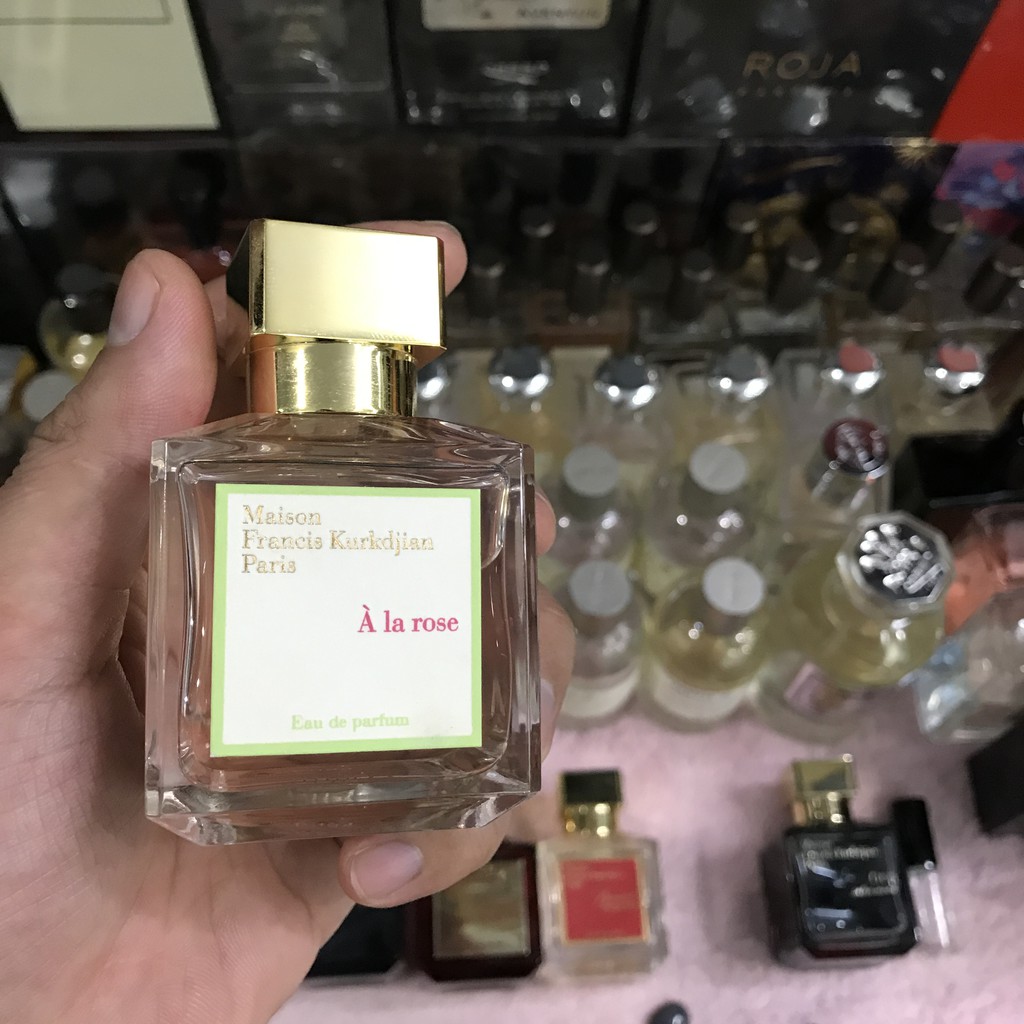 ROJA
Maison
Francis Kurkdjian
Paris
À la rose
Eau de parfum